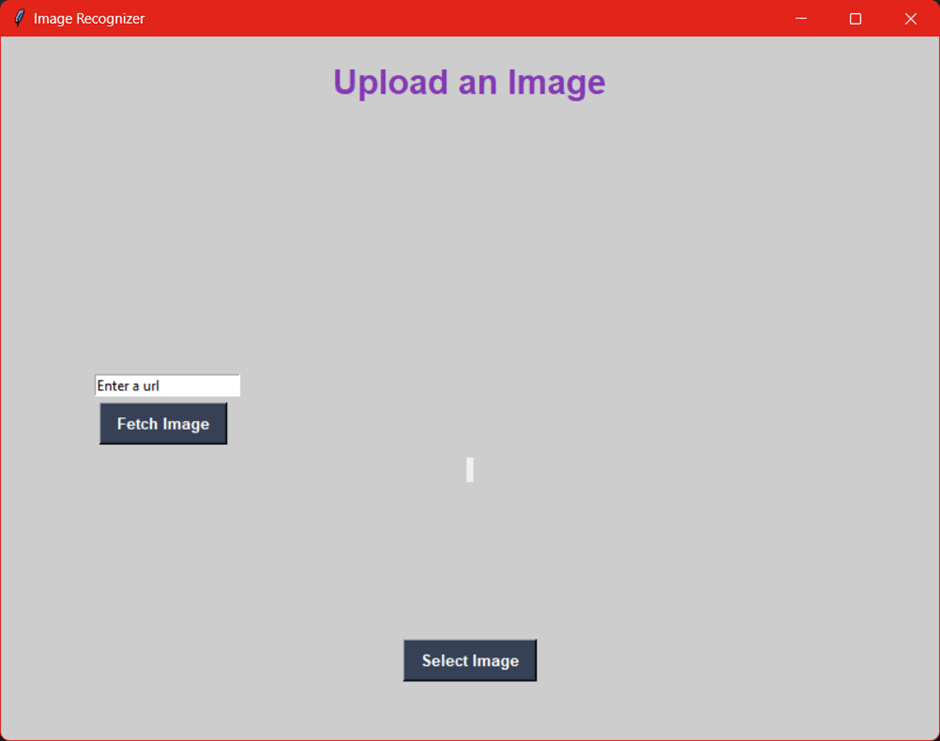 Image Recognizer
Upload an Image
Enter a url
Fetch Image
Select Image